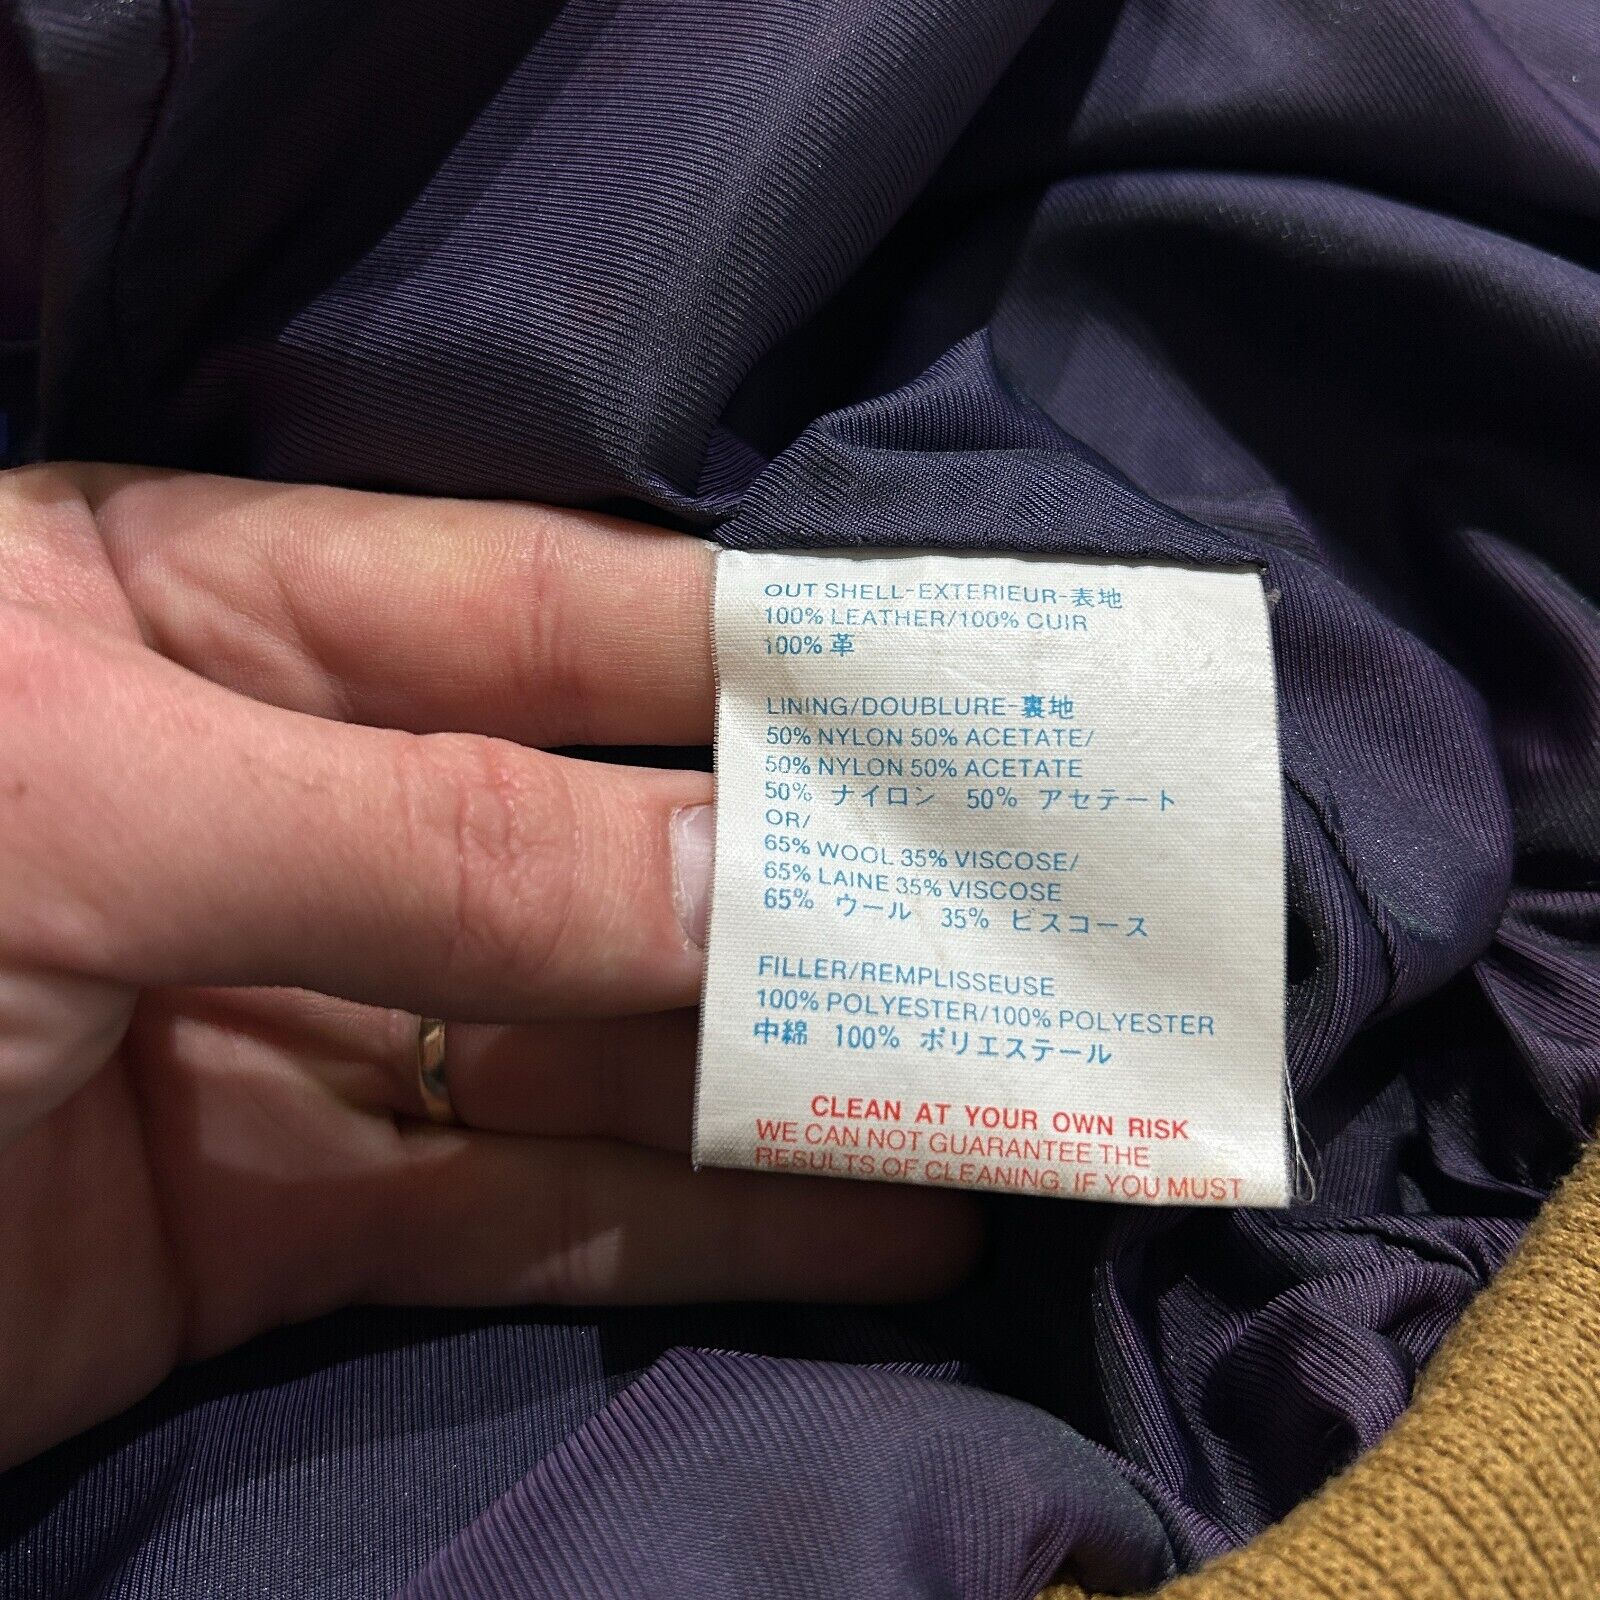 OUT SHELL-EXTERIEUR-表地
100% LEATHER/100% CUIR
100% 革
LINING/DOUBLURE-裏地
50% NYLON 50% ACETATE/
50% NYLON 50% ACETATE
50% ナイロン 50% アセテート
OR/
65% WOOL 35% VISCOSE/
65% LAINE 35% VISCOSE
65% ウール 35% ビスコース
FILLER/REMPLISSEUSE
100% POLYESTER/100% POLYESTER
中綿 100% ポリエステール
CLEAN AT YOUR OWN RISK
WE CAN NOT GUARANTEE THE
RESULTS OF CLEANING. IF YOU MUST